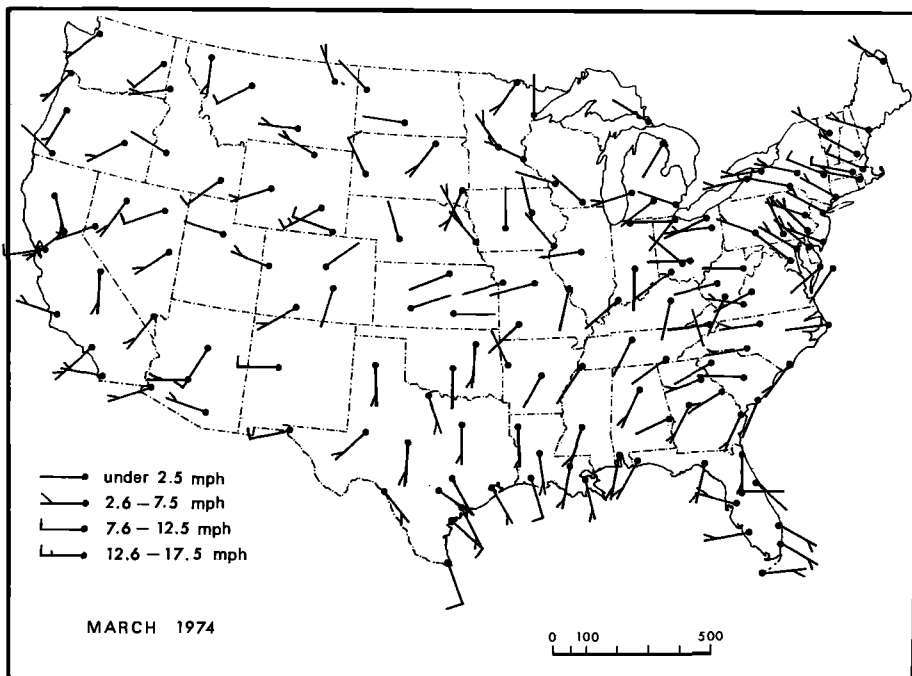 under 2.5 mph
2.6 – 7.5 mph
7.6 – 12.5 mph
12.6 – 17.5 mph
MARCH 1974
0 100 500